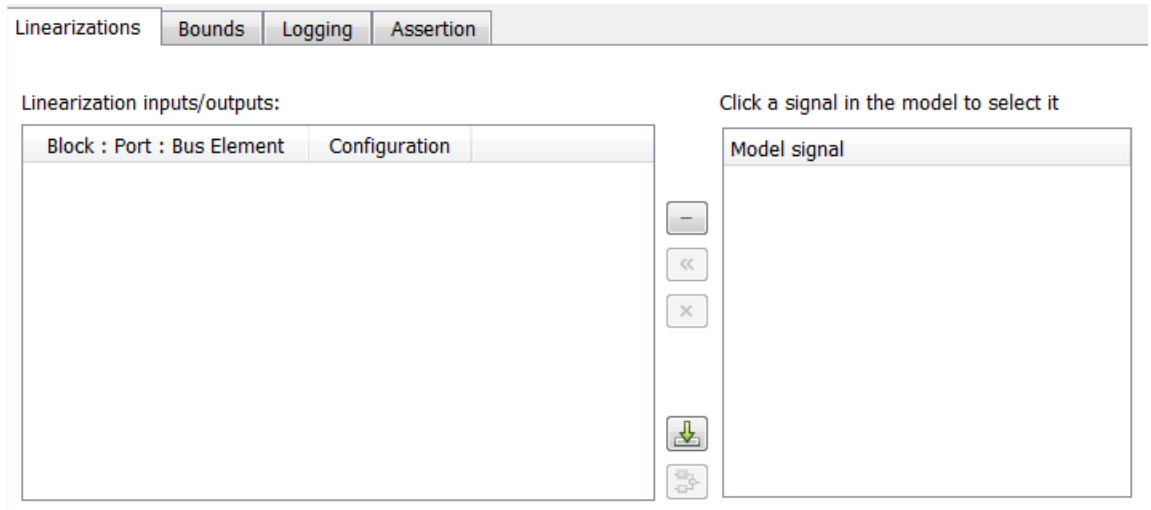 Linearizations Bounds Logging Assertion
Linearization inputs/outputs: Click a signal in the model to select it
Block : Port : Bus Element Configuration Model signal